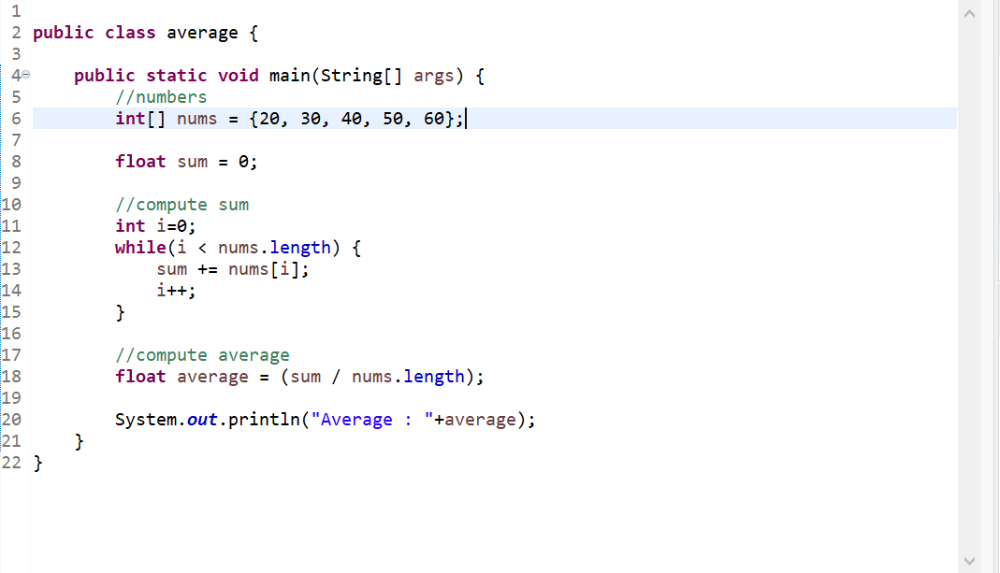 1
2 public class average {
3
4     public static void main(String[] args) {
5         //numbers
6         int[] nums = {20, 30, 40, 50, 60};
7
8         float sum = 0;
9
10         //compute sum
11         int i=0;
12         while(i < nums.length) {
13             sum += nums[i];
14             i++;
15         }
16
17         //compute average
18         float average = (sum / nums.length);
19
20         System.out.println("Average : "+average);
21     }
22 }